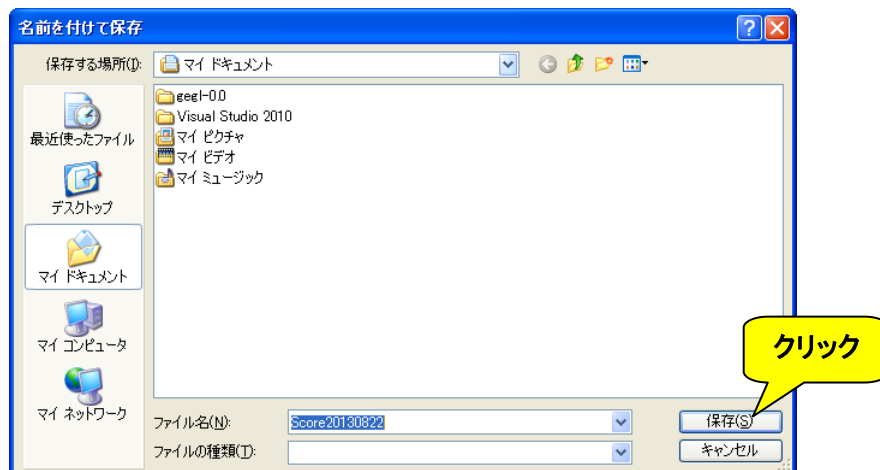 名前を付けて保存
保存する場所(I):
マイ ドキュメント
gegl-0.0
Visual Studio 2010
マイ ピクチャ
マイ ビデオ
マイ ミュージック
最近使ったファイル
デスクトップ
マイ ドキュメント
マイ コンピュータ
マイ ネットワーク
クリック
ファイル名(N):
Score20130822
保存(S)
ファイルの種類(T):
キャンセル